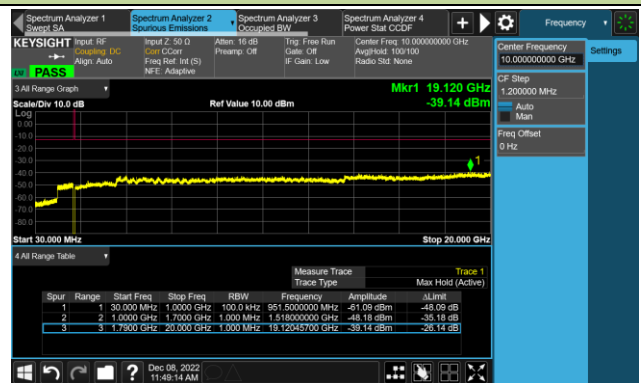 Spectrum Analyzer 1
Swept SA
Spectrum Analyzer 2
Spurious Emissions
Spectrum Analyzer 3
Occupied BW
Spectrum Analyzer 4
Power Stat CCDF
Frequency
KEYSIGHT
Input: RF
Coupling: DC
Align: Auto
Input Z: 50 Ω
Corr CCorr
Freq Ref: Int (S)
NFE: Adaptive
Atten: 16 dB
Preamp: Off
Trig: Free Run
Gate: Off
IF Gain: Low
Center Freq: 10.000000000 GHz
Avg|Hold: 100/100
Radio Std: None
PASS
Center Frequency
10.000000000 GHz
Settings
CF Step
1.200000 MHz
Auto
Man
Freq Offset
0 Hz
3 All Range Graph
Mkr1 19.120 GHz
Scale/Div 10.0 dB
Ref Value 10.00 dBm
-39.14 dBm
Log
0.00
-10.0
-20.0
-30.0
-40.0
-50.0
-60.0
-70.0
-80.0
1
Start 30.000 MHz
Stop 20.000 GHz
4 All Range Table
Measure Trace Trace 1
Trace Type Max Hold (Active)
Spur Range Start Freq Stop Freq RBW Frequency Amplitude ΔLimit
1 1 30.000 MHz 1.0000 GHz 100.0 kHz 951.5000000 MHz -61.09 dBm -48.09 dB
2 2 1.0000 GHz 1.7000 GHz 1.000 MHz 1.518000000 GHz -48.18 dBm -35.18 dB
3 3 1.7900 GHz 20.000 GHz 1.000 MHz 19.12045700 GHz -39.14 dBm -26.14 dB
Dec 08, 2022
11:49:14 AM